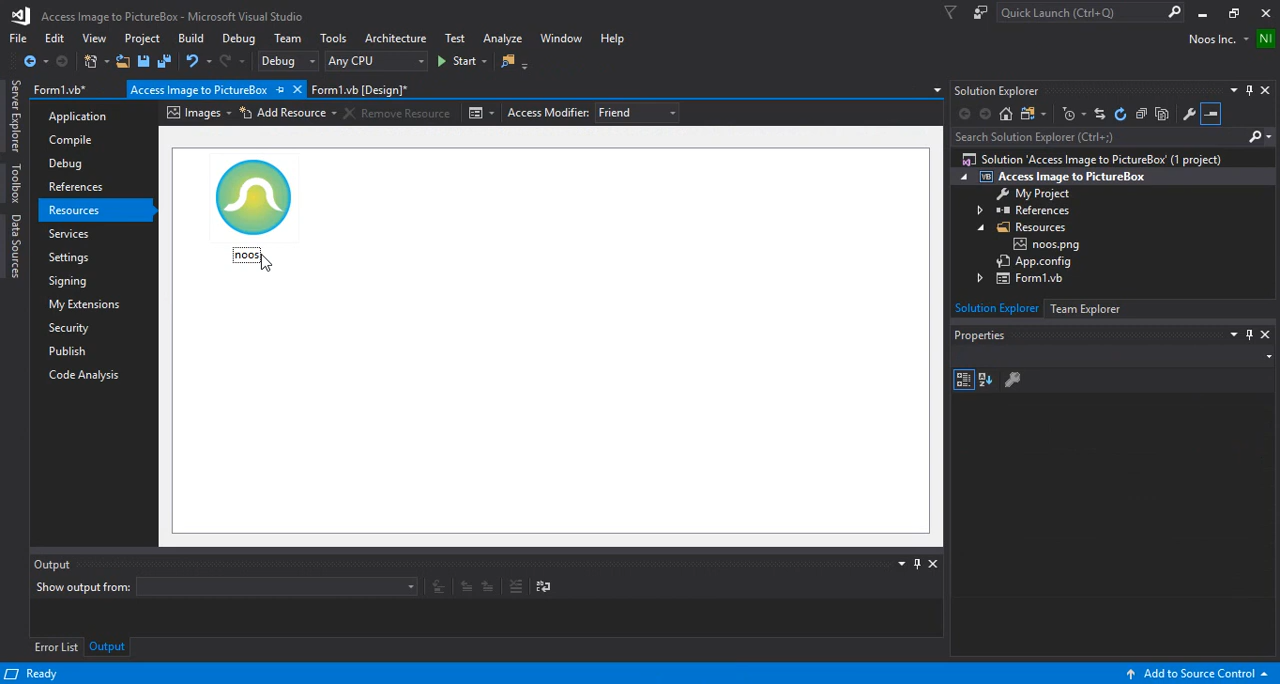 Access Image to PictureBox - Microsoft Visual Studio
Quick Launch (Ctrl+Q)
File Edit View Project Build Debug Team Tools Architecture Test Analyze Window Help
Noos Inc. NI
Debug Any CPU Start
Form1.vb* Access Image to PictureBox Form1.vb [Design]*
Server Explorer
Toolbox
Data Sources
Images Add Resource Remove Resource Access Modifier: Friend
Application
Compile
Debug
References
Resources
Services
Settings
Signing
My Extensions
Security
Publish
Code Analysis
noos
Solution Explorer
Search Solution Explorer (Ctrl+;)
Solution 'Access Image to PictureBox' (1 project)
VB Access Image to PictureBox
My Project
References
Resources
noos.png
App.config
Form1.vb
Solution Explorer Team Explorer
Properties
Output
Show output from:
Error List Output
Ready
Add to Source Control